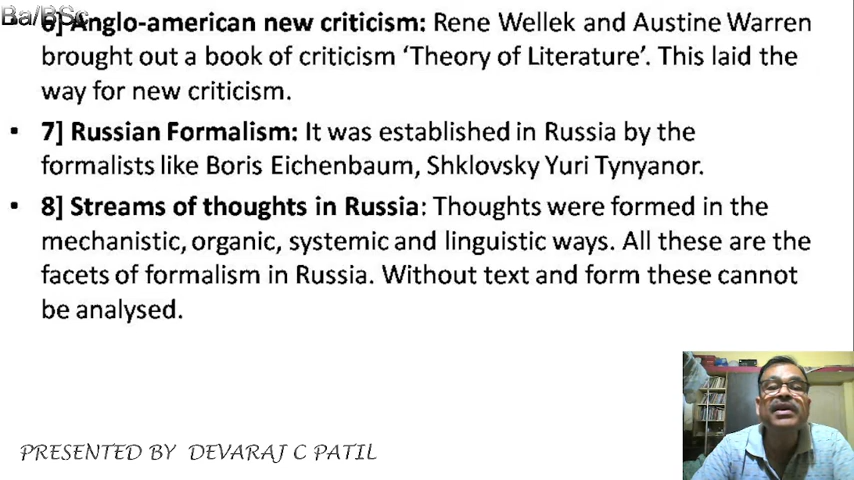 Ba/BSc
6] Anglo-american new criticism: Rene Wellek and Austine Warren
brought out a book of criticism ‘Theory of Literature’. This laid the
way for new criticism.
▪ 7] Russian Formalism: It was established in Russia by the
formalists like Boris Eichenbaum, Shklovsky Yuri Tynyanor.
▪ 8] Streams of thoughts in Russia: Thoughts were formed in the
mechanistic, organic, systemic and linguistic ways. All these are the
facets of formalism in Russia. Without text and form these cannot
be analysed.
PRESENTED BY DEVARAJ C PATIL